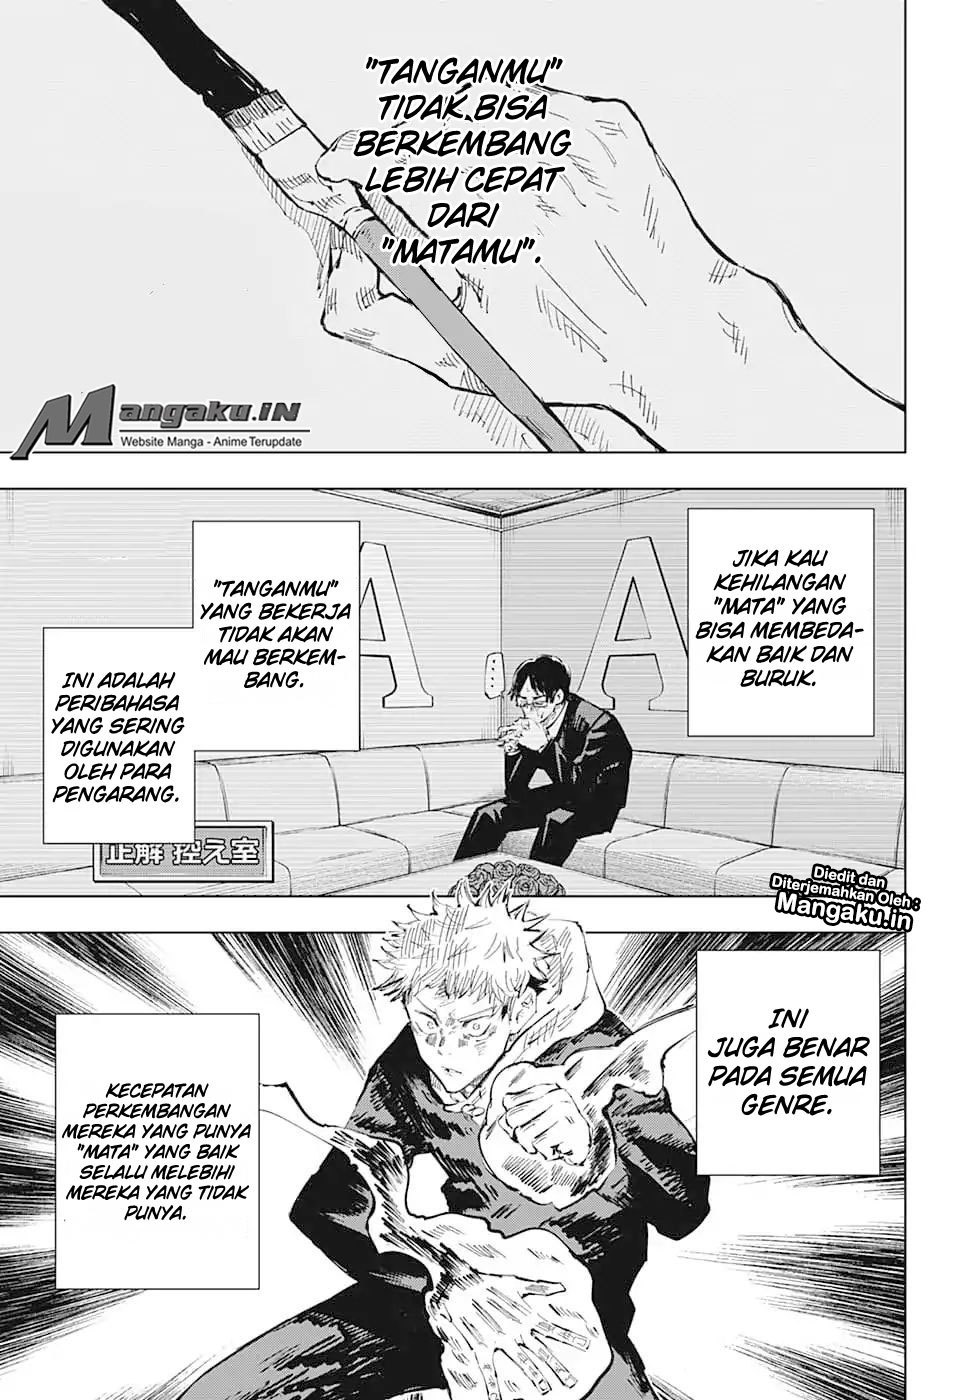 "TANGANMU"
TIDAK BISA
BERKEMBANG
LEBIH CEPAT
DARI
"MATAMU".
Mangaku.iN
Website Manga - Anime Terupdate
JIKA KAU
KEHILANGAN
"MATA" YANG
BISA MEMBEDA-
KAN BAIK DAN
BURUK.
"TANGANMU"
YANG BEKERJA
TIDAK AKAN
MAU BERKEM-
BANG.
INI ADALAH
PERIBAHASA
YANG SERING
DIGUNAKAN
OLEH PARA
PENGARANG.
...
正解 控え室
A
A
Diedit dan
Diterjemahkan Oleh :
Mangaku.in
INI
JUGA BENAR
PADA SEMUA
GENRE.
KECEPATAN
PERKEMBANGAN
MEREKA YANG PUNYA
"MATA" YANG BAIK
SELALU MELEBIHI
MEREKA YANG TIDAK
PUNYA.